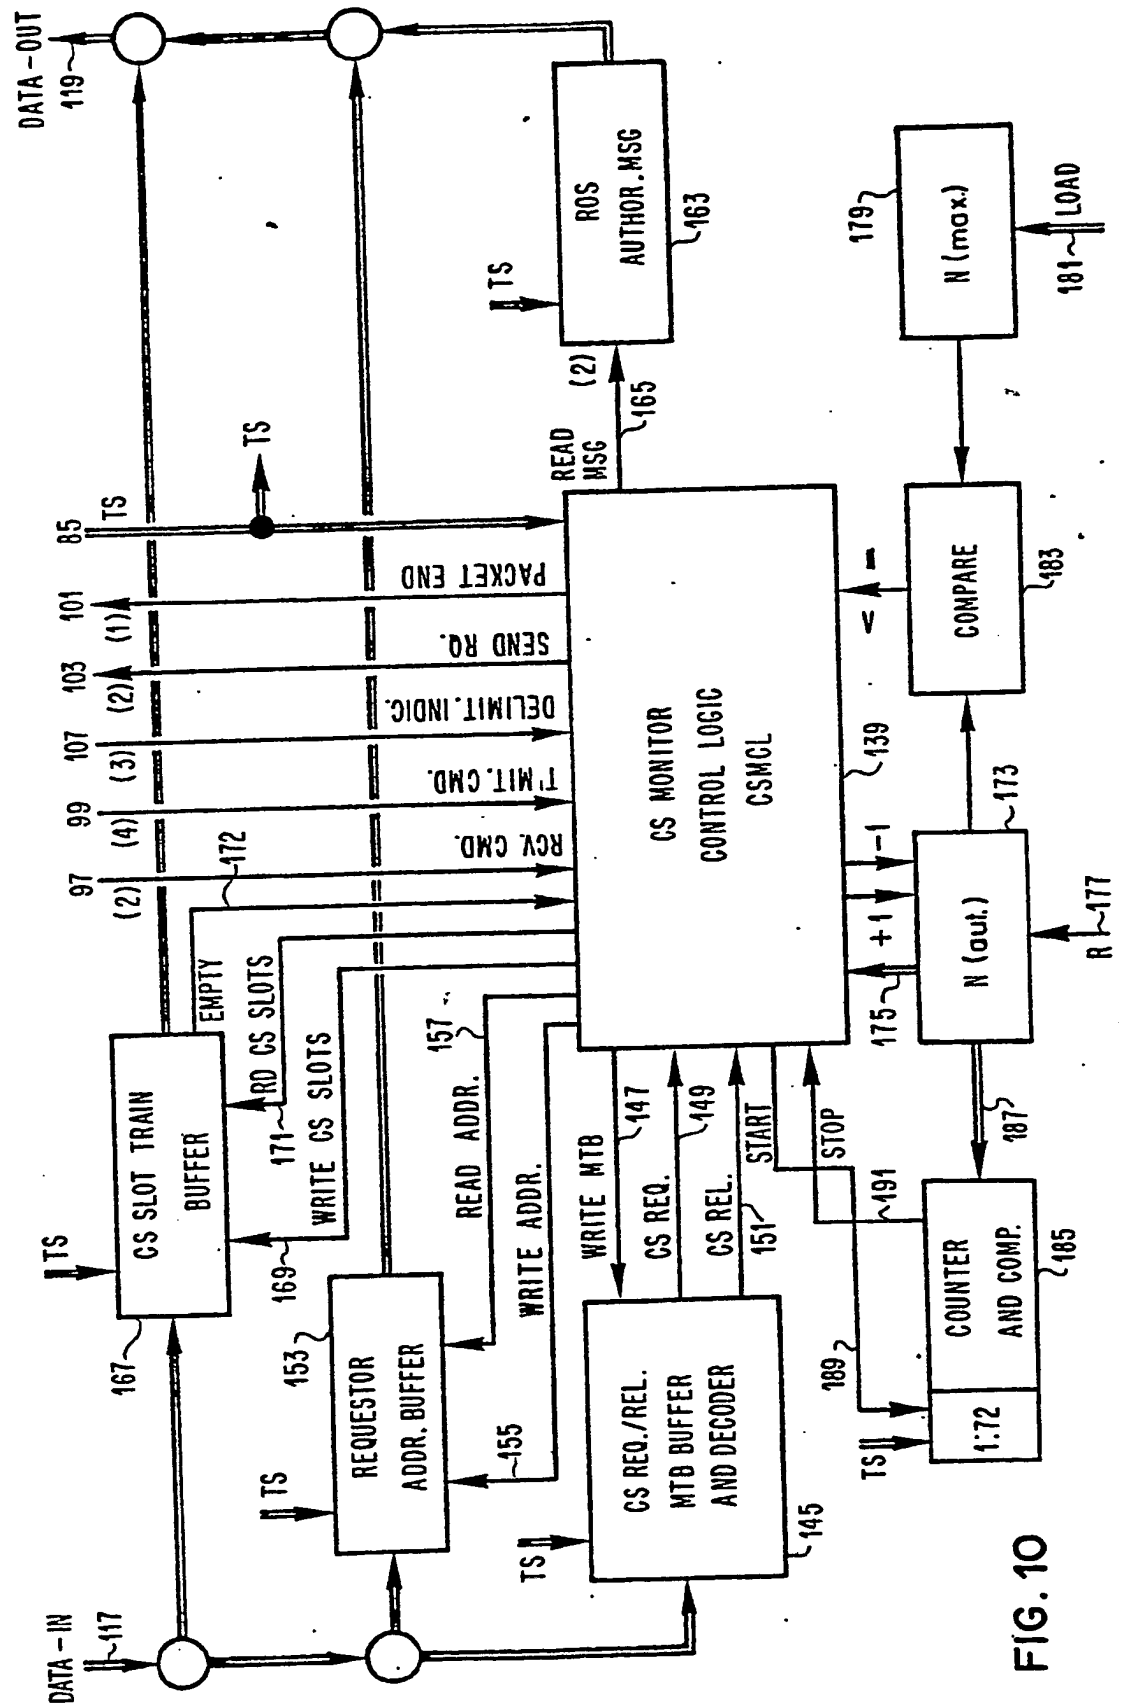 DATA-OUT
119
DATA-IN
117
TS
CS SLOT TRAIN
BUFFER
167
EMPTY
172
RD CS SLOTS
171
WRITE CS SLOTS
169
TS
REQUESTOR
ADDR. BUFFER
153
READ ADDR.
157
WRITE ADDR.
155
97
(2)
RCV. CMD.
99
(4)
T'MIT. CMD.
107
(3)
DELIMIT. INDIC.
103
(2)
SEND RQ.
101
(1)
PACKET END
85
TS
TS
TS
CS REQ./REL.
MTB BUFFER
AND DECODER
145
WRITE MTB
147
CS REQ.
149
CS REL.
151
START
189
STOP
191
CS MONITOR
CONTROL LOGIC
CSMCL
139
READ
MSG
(2)
165
TS
ROS
AUTHOR. MSG
163
TS
1:72
COUNTER
AND COMP.
185
187
175
+1
-1
N (aut.)
173
R
177
< =
COMPARE
183
N (max.)
179
LOAD
181
FIG. 10